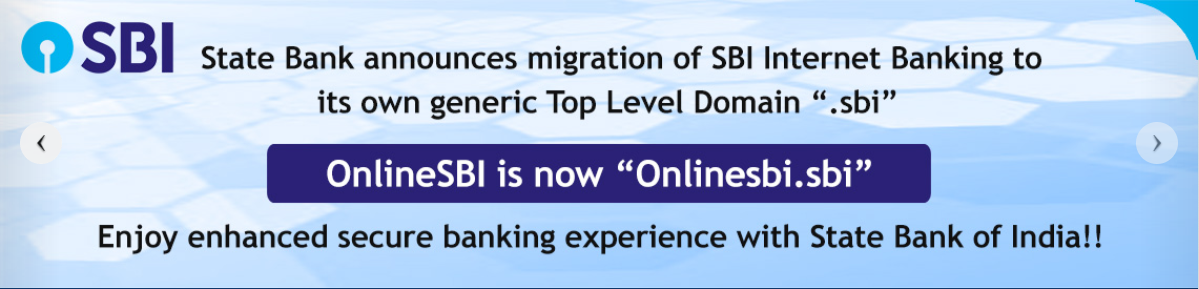 SBI
State Bank announces migration of SBI Internet Banking to
its own generic Top Level Domain “.sbi”
OnlineSBI is now “Onlinesbi.sbi”
Enjoy enhanced secure banking experience with State Bank of India!!